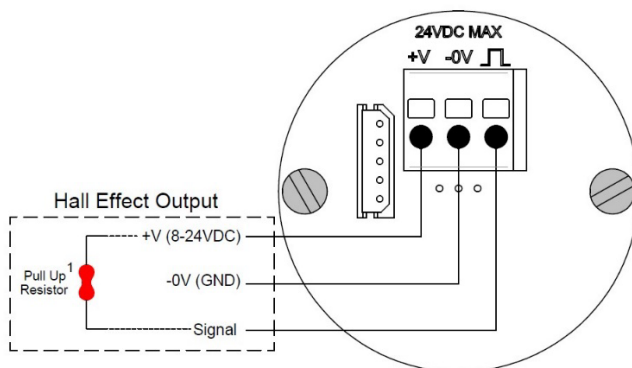 24VDC MAX
+V -0V
Hall Effect Output
+V (8-24VDC)
Pull Up 1
Resistor
-0V (GND)
Signal